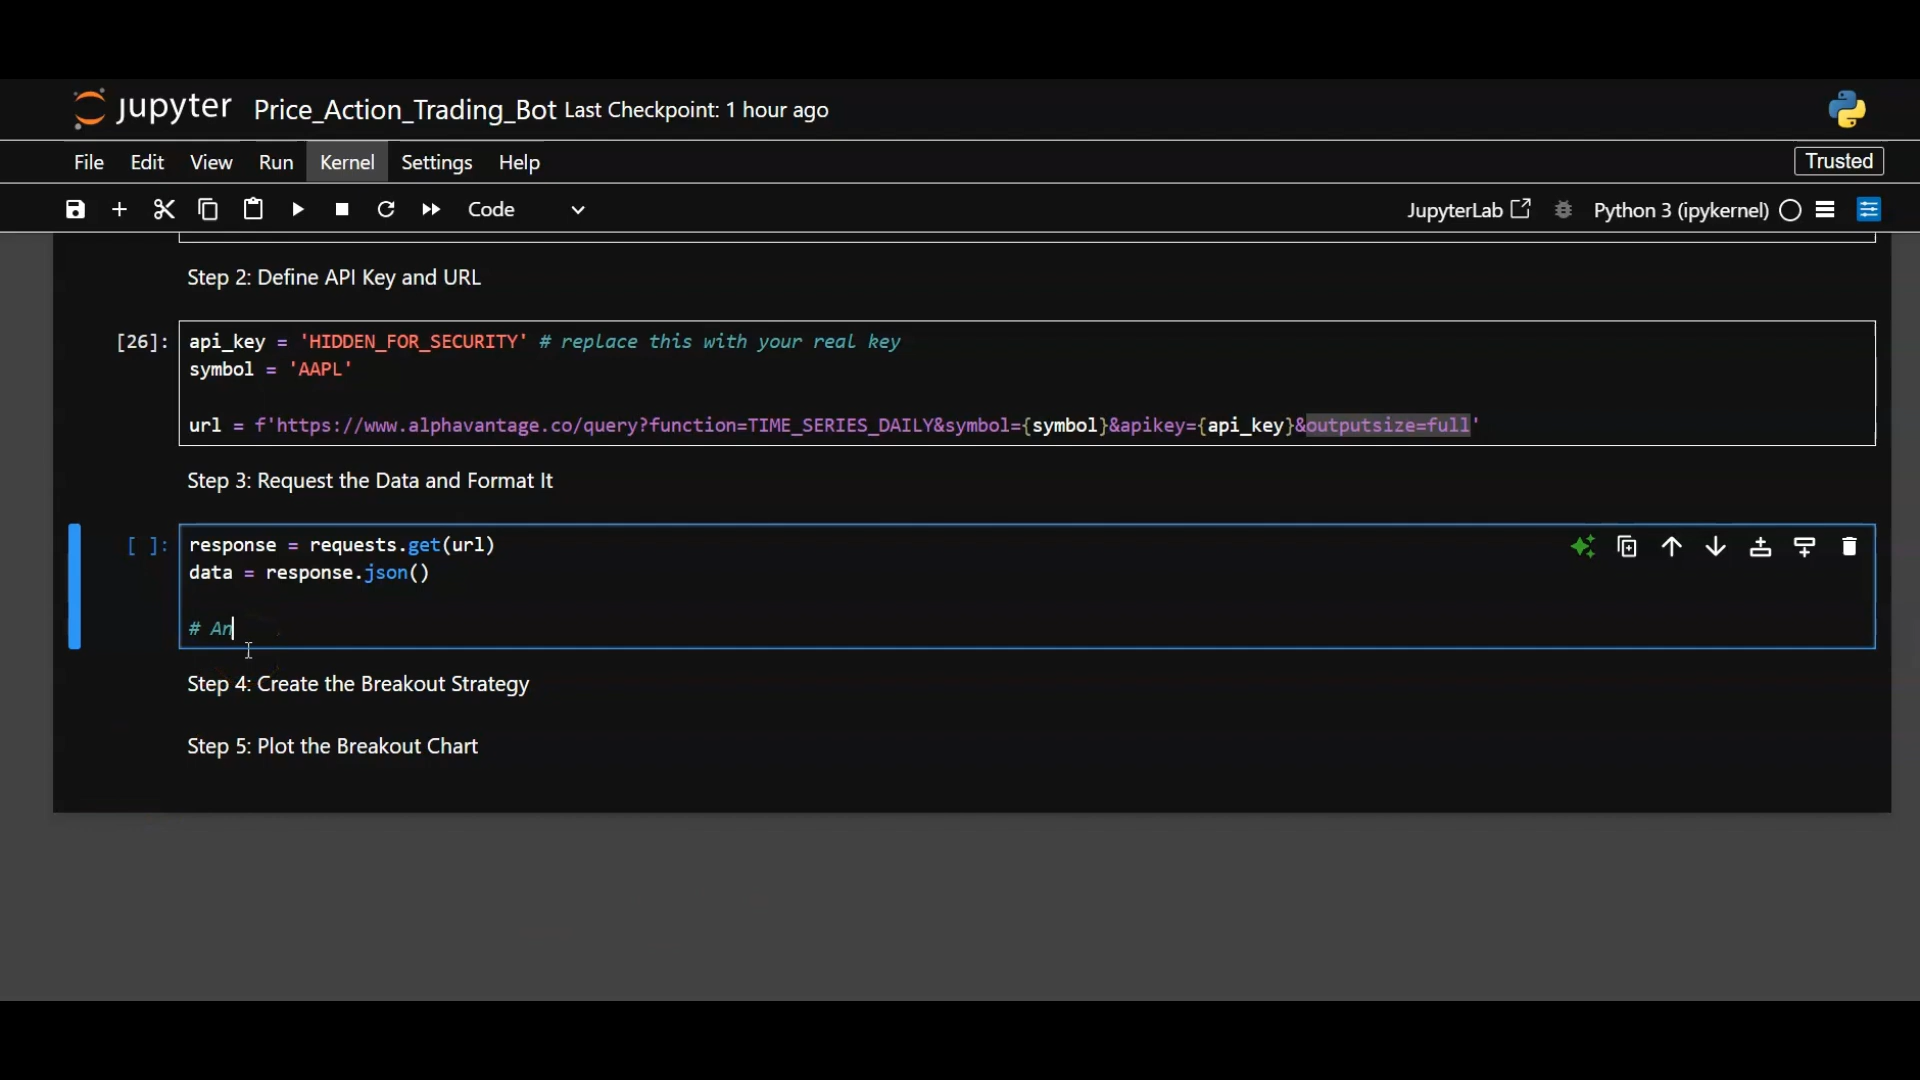 jupyter Price_Action_Trading_Bot Last Checkpoint: 1 hour ago
File Edit View Run Kernel Settings Help Trusted
Code JupyterLab Python 3 (ipykernel)
Step 2: Define API Key and URL
[26]: api_key = 'HIDDEN_FOR_SECURITY' # replace this with your real key
symbol = 'AAPL'
url = f'https://www.alphavantage.co/query?function=TIME_SERIES_DAILY&symbol={symbol}&apikey={api_key}&outputsize=full'
Step 3: Request the Data and Format It
[ ]: response = requests.get(url)
data = response.json()
# An
Step 4: Create the Breakout Strategy
Step 5: Plot the Breakout Chart